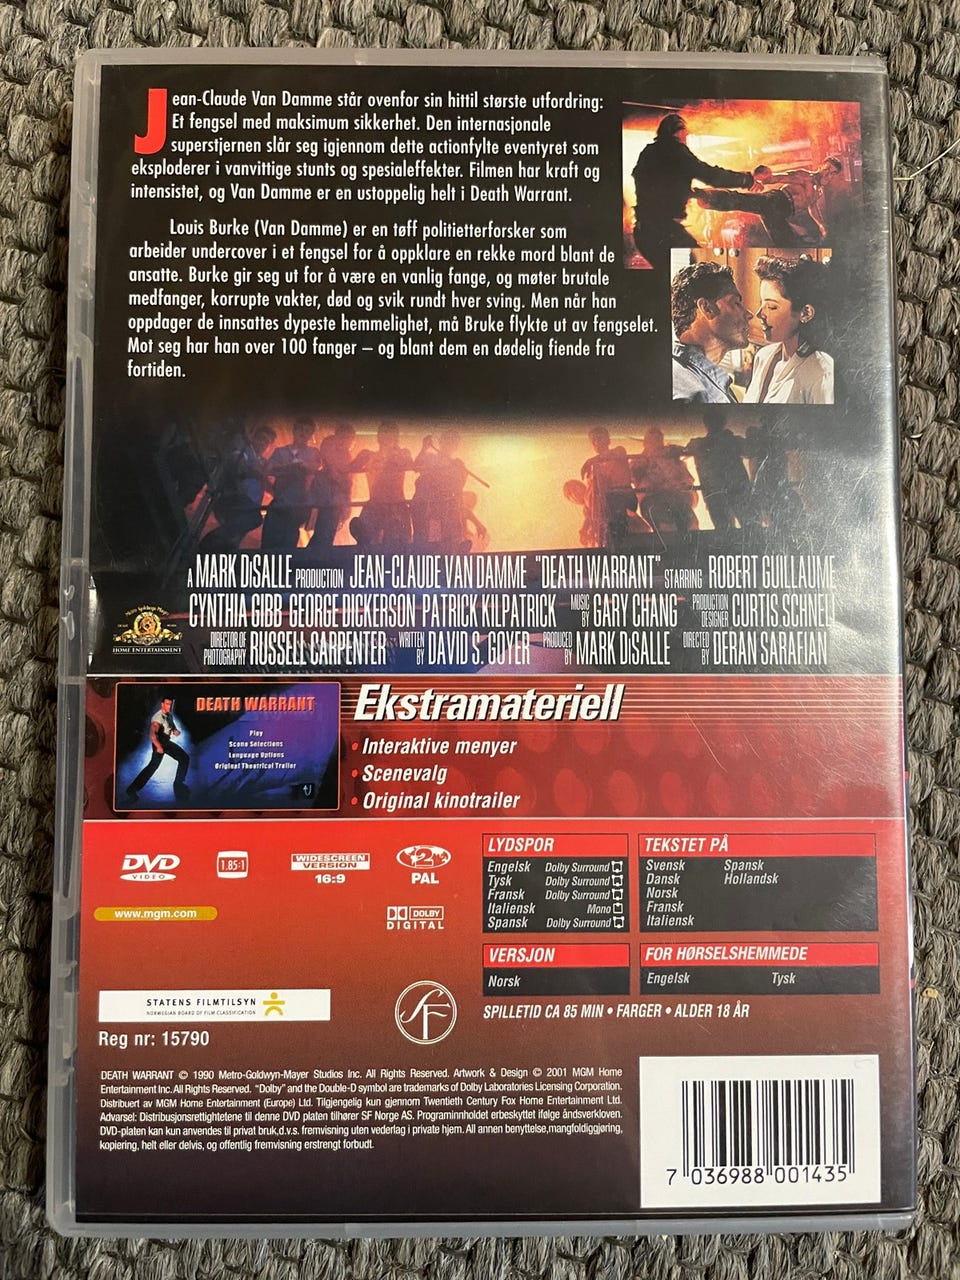 Jean-Claude Van Damme står ovenfor sin hittil største utfordring:
Et fengsel med maksimum sikkerhet. Den internasjonale
superstjernen slår seg igjennom dette actionfylte eventyret som
eksploderer i vanvittige stunts og spesialeffekter. Filmen har kraft og
intensistet, og Van Damme er en ustoppelig helt i Death Warrant.
Louis Burke (Van Damme) er en tøff politietterforsker som
arbeider undercover i et fengsel for å oppklare en rekke mord blant de
ansatte. Burke gir seg ut for å være en vanlig fange, og møter brutale
medfanger, korrupte vakter, død og svik rundt hver sving. Men når han
oppdager de innsattes dypeste hemmelighet, må Bruke flykte ut av fengselet.
Mot seg har han over 100 fanger – og blant dem en dødelig fiende fra
fortiden.
A MARK DiSALLE PRODUCTION JEAN-CLAUDE VAN DAMME "DEATH WARRANT" STARRING ROBERT GUILLAUME
CYNTHIA GIBB GEORGE DICKERSON PATRICK KILPATRICK MUSIC BY GARY CHANG PRODUCTION DESIGNER CURTIS SCHNELL
DIRECTOR OF PHOTOGRAPHY RUSSELL CARPENTER WRITTEN BY DAVID S. GOYER PRODUCED BY MARK DiSALLE DIRECTED BY DERAN SARAFIAN
HOME ENTERTAINMENT
DEATH WARRANT
Play
Scene Selections
Language Options
Original Theatrical Trailer
Ekstramateriell
• Interaktive menyer
• Scenevalg
• Original kinotrailer
DVD
VIDEO
1.85:1
WIDESCREEN
VERSION
16:9
2
PAL
www.mgm.com
DOLBY
DIGITAL
LYDSPOR
Engelsk Dolby Surround
Tysk Dolby Surround
Fransk Dolby Surround
Italiensk Mono
Spansk Dolby Surround
TEKSTET PÅ
Svensk Spansk
Dansk Hollandsk
Norsk
Fransk
Italiensk
VERSJON
Norsk
FOR HØRSELSHEMMEDE
Engelsk Tysk
SPILLETID CA 85 MIN • FARGER • ALDER 18 ÅR
STATENS FILMTILSYN
NORWEGIAN BOARD OF FILM CLASSIFICATION
SF
Reg nr: 15790
DEATH WARRANT © 1990 Metro-Goldwyn-Mayer Studios Inc. All Rights Reserved. Artwork & Design © 2001 MGM Home
Entertainment Inc. All Rights Reserved. "Dolby" and the Double-D symbol are trademarks of Dolby Laboratories Licensing Corporation.
Distribuert av MGM Home Entertainment (Europe) Ltd. Tilgjengelig kun gjennom Twentieth Century Fox Home Entertainment Ltd.
Advarsel: Distribusjonsrettighetene til denne DVD platen tilhører SF Norge AS. Programinnholdet erbeskyttet ifølge åndsverkloven.
DVD-platen kan kun anvendes til privat bruk,d.v.s. fremvisning uten vederlag i private hjem. All annen benyttelse,mangfoldiggjøring,
kopiering, helt eller delvis, og offentlig fremvisning erstrengt forbudt.
7 036988 001435